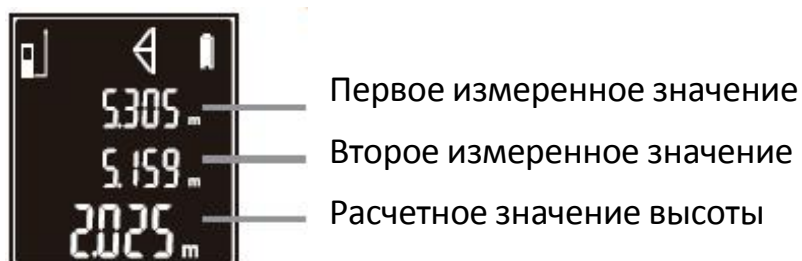 5.305 m Первое измеренное значение
5.159 m Второе измеренное значение
2.025 m Расчетное значение высоты